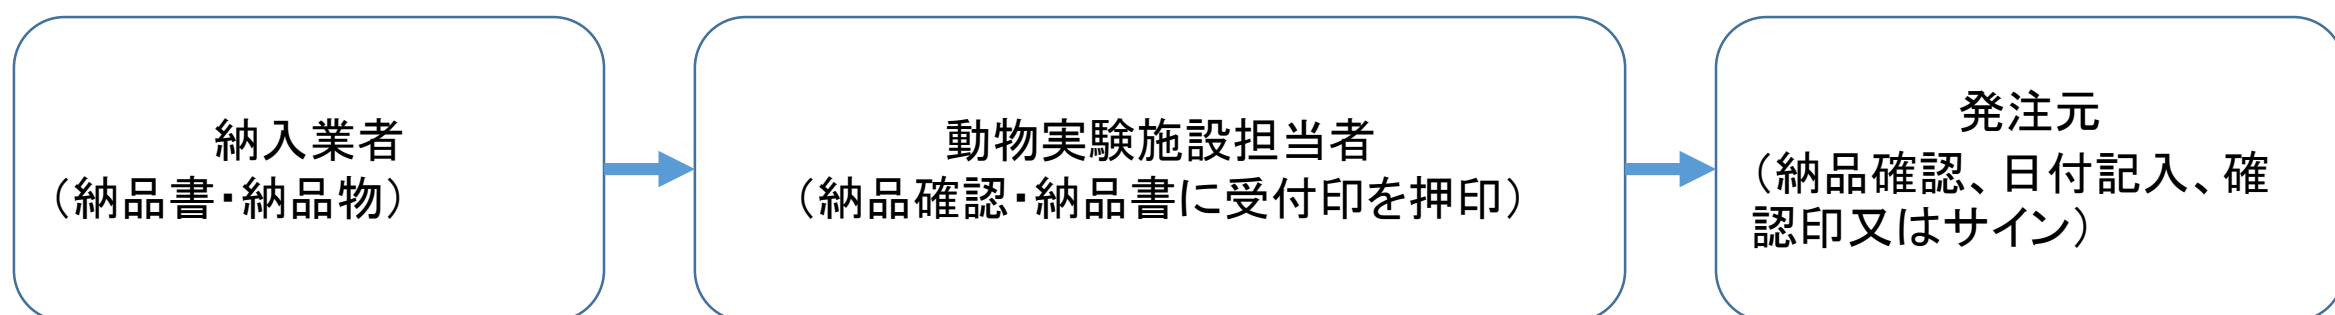 納入業者
（納品書・納品物）
動物実験施設担当者
（納品確認・納品書に受付印を押印）
発注元
（納品確認、日付記入、確
認印又はサイン）